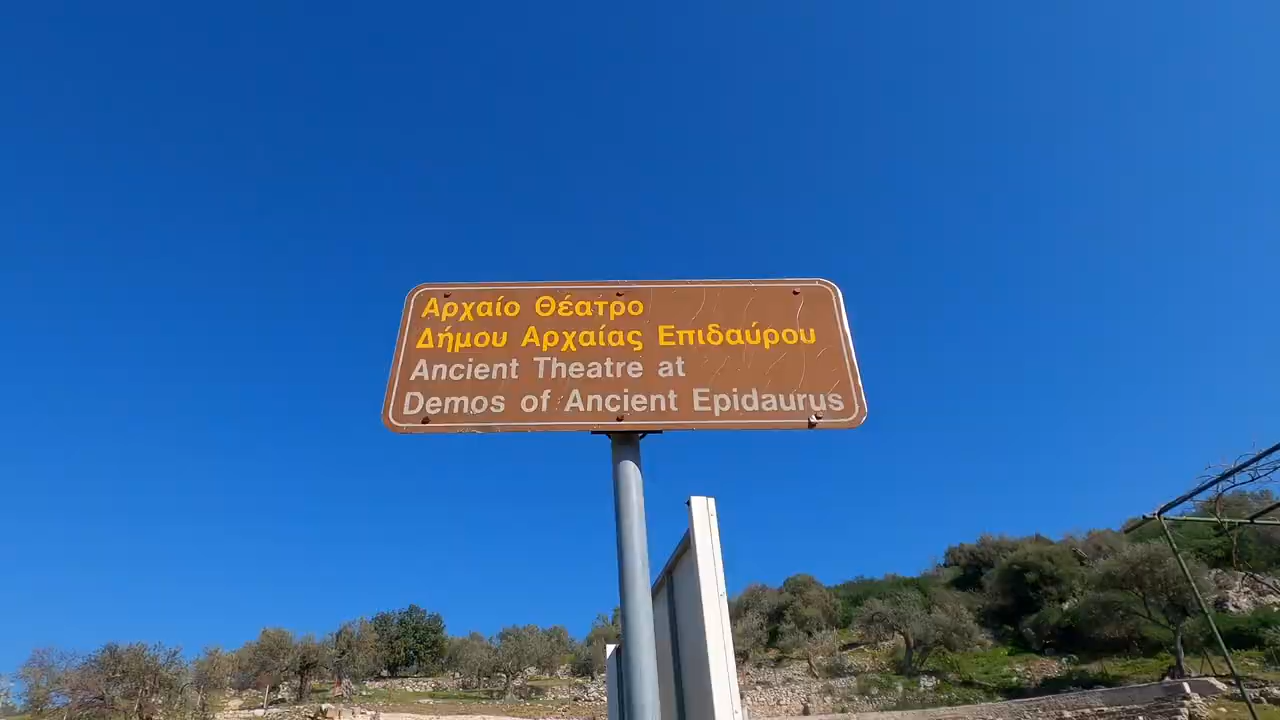 Αρχαίο Θέατρο
Δήμου Αρχαίας Επιδαύρου
Ancient Theatre at
Demos of Ancient Epidaurus